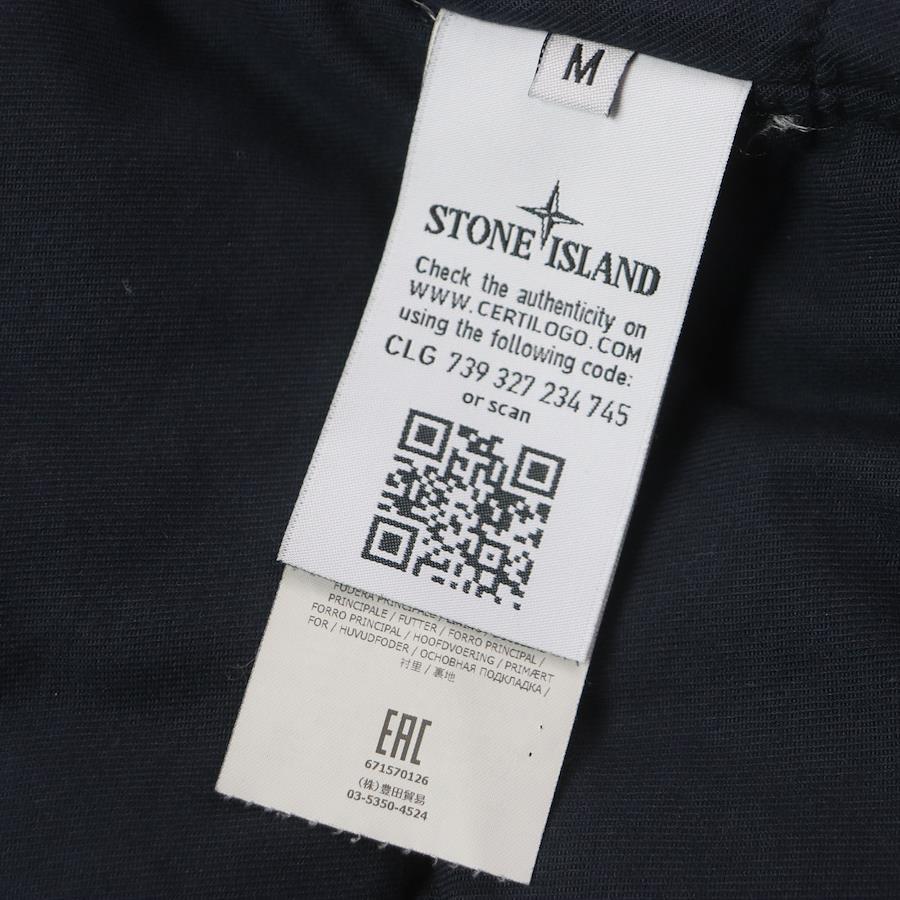 M
STONE ISLAND
Check the authenticity on
WWW.CERTILOGO.COM
using the following code:
CLG 739 327 234 745
or scan
FODERA PRINCIPALE /
PRINCIPALE / FUTTER / FORRO PRINCIPAL /
FORRO PRINCIPAL / HOOFDVOERING / PRIMÆRT
FOR / HUVUDFODER / ОСНОВНАЯ ПОДКЛАДКА /
衬里 / 裏地
EAC
671570126
(株)豊田貿易
03-5350-4524